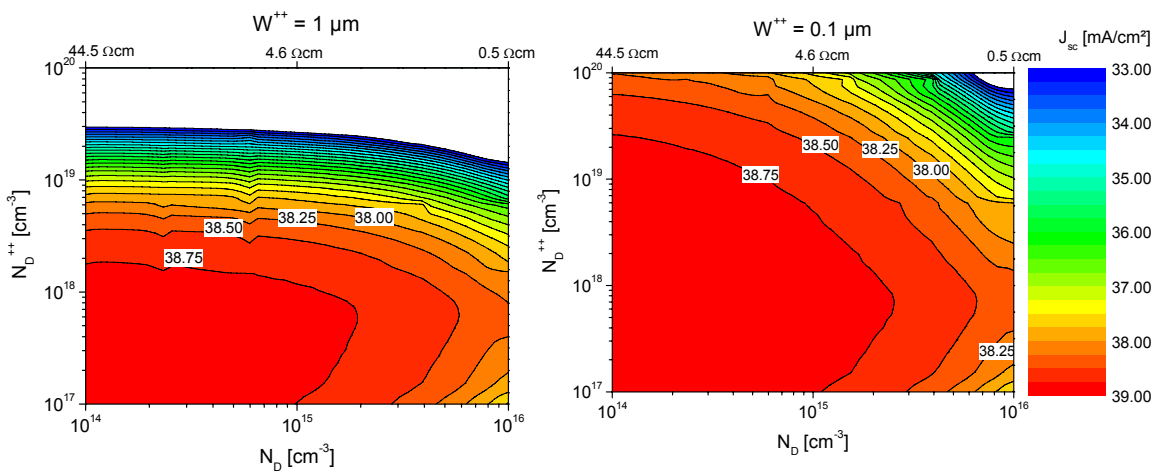 W⁺⁺ = 1 µm
44.5 Ωcm 4.6 Ωcm 0.5 Ωcm
10²⁰
10¹⁹
10¹⁸
10¹⁷
N_D⁺⁺ [cm⁻³]
38.50 38.25 38.00
38.75
10¹⁴ 10¹⁵ 10¹⁶
N_D [cm⁻³]
W⁺⁺ = 0.1 µm
44.5 Ωcm 4.6 Ωcm 0.5 Ωcm
10²⁰
10¹⁹
10¹⁸
10¹⁷
N_D⁺⁺ [cm⁻³]
38.50 38.25
38.75 38.00
38.25
10¹⁴ 10¹⁵ 10¹⁶
N_D [cm⁻³]
J_sc [mA/cm²]
33.00
34.00
35.00
36.00
37.00
38.00
39.00